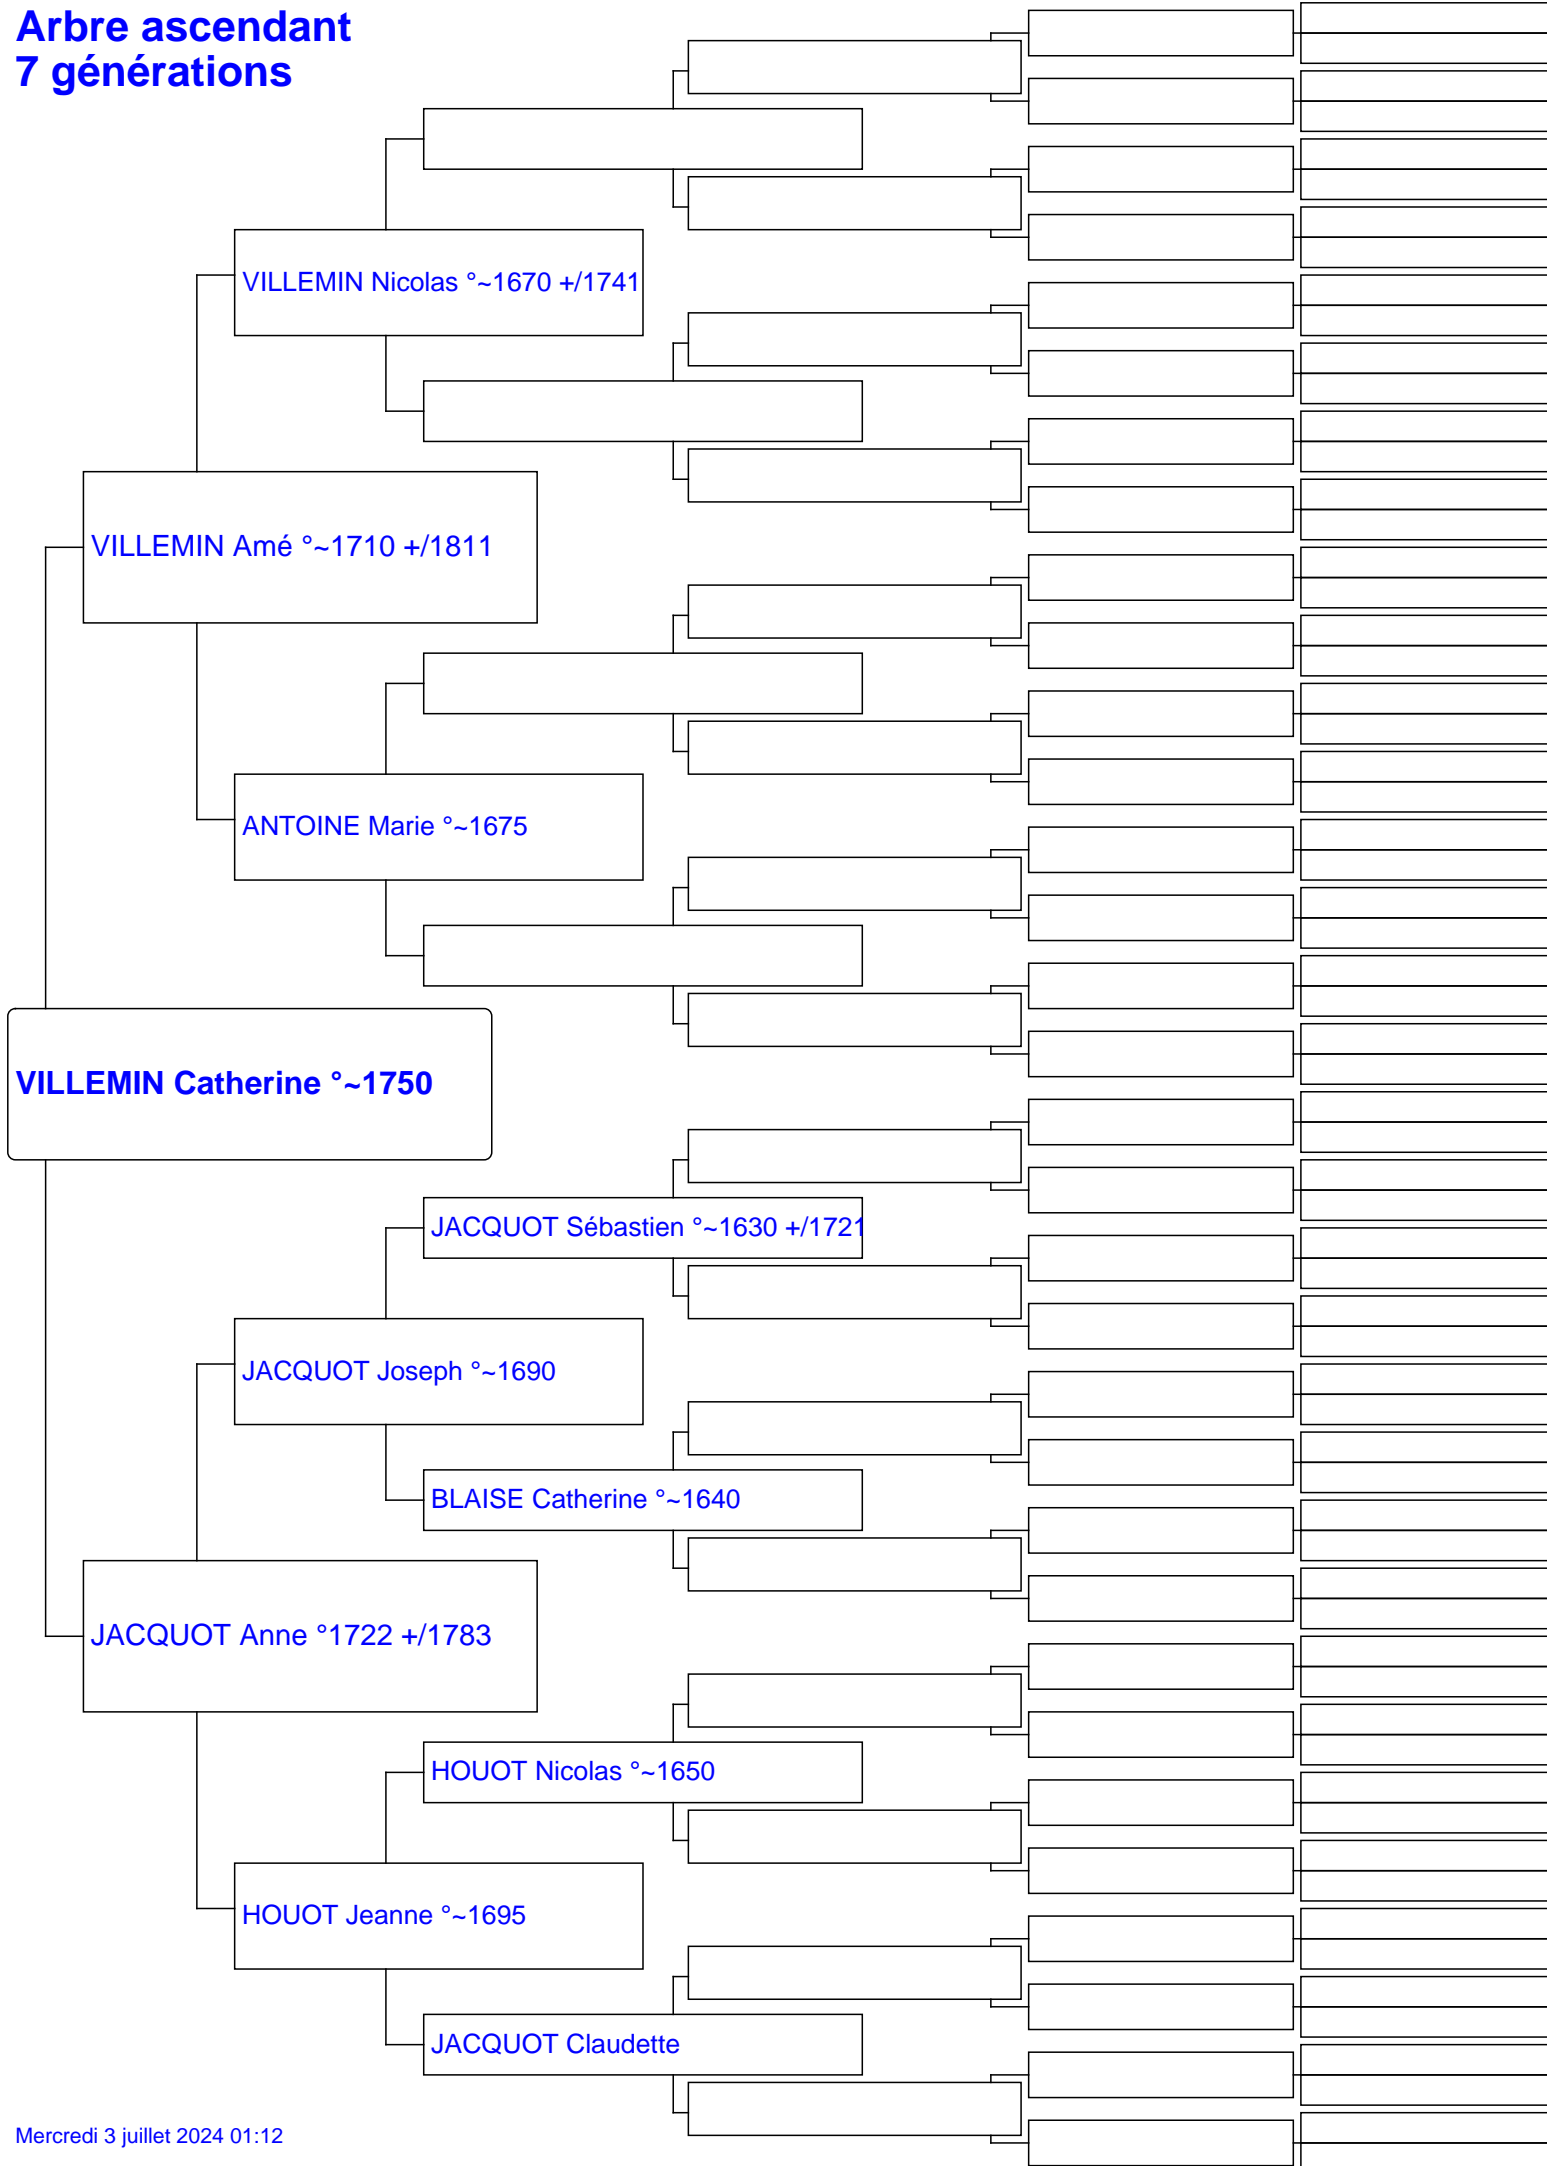 Arbre ascendant
7 générations
VILLEMIN Nicolas °~1670 +/1741
VILLEMIN Amé °~1710 +/1811
ANTOINE Marie °~1675
VILLEMIN Catherine °~1750
JACQUOT Sébastien °~1630 +/1721
JACQUOT Joseph °~1690
BLAISE Catherine °~1640
JACQUOT Anne °1722 +/1783
HOUOT Nicolas °~1650
HOUOT Jeanne °~1695
JACQUOT Claudette
Mercredi 3 juillet 2024 01:12